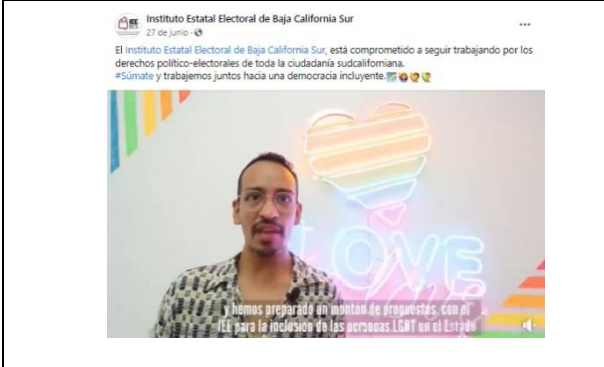 IEE
Instituto Estatal Electoral de Baja California Sur
27 de junio ·
El Instituto Estatal Electoral de Baja California Sur, está comprometido a seguir trabajando por los
derechos político-electorales de toda la ciudadanía sudcaliforniana.
#Súmate y trabajemos juntos hacia una democracia incluyente.
LOVE
y hemos preparado un montón de propuestas, con el
IEE para la inclusión de las personas LGBT en el Estado